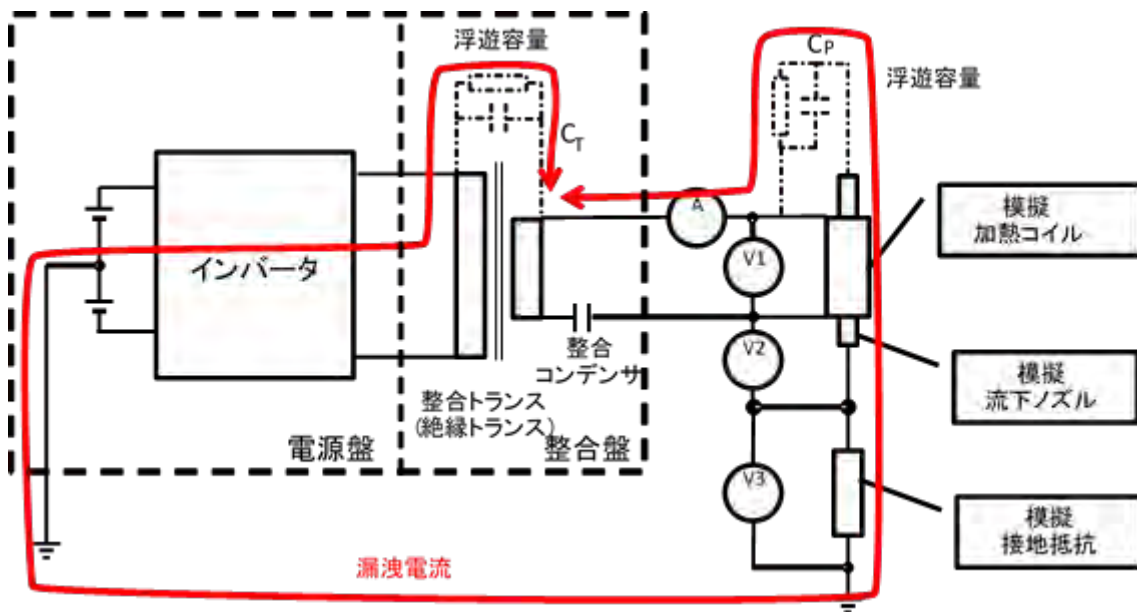 浮遊容量
CP
浮遊容量
CT
A
模擬
加熱コイル
V1
インバータ
整合
コンデンサ
V2
模擬
流下ノズル
整合トランス
(絶縁トランス)
電源盤
整合盤
V3
模擬
接地抵抗
漏洩電流